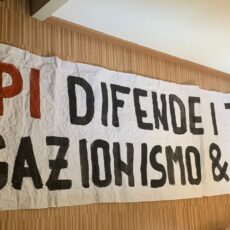 PI DIFENDE I
GAZIONISMO &